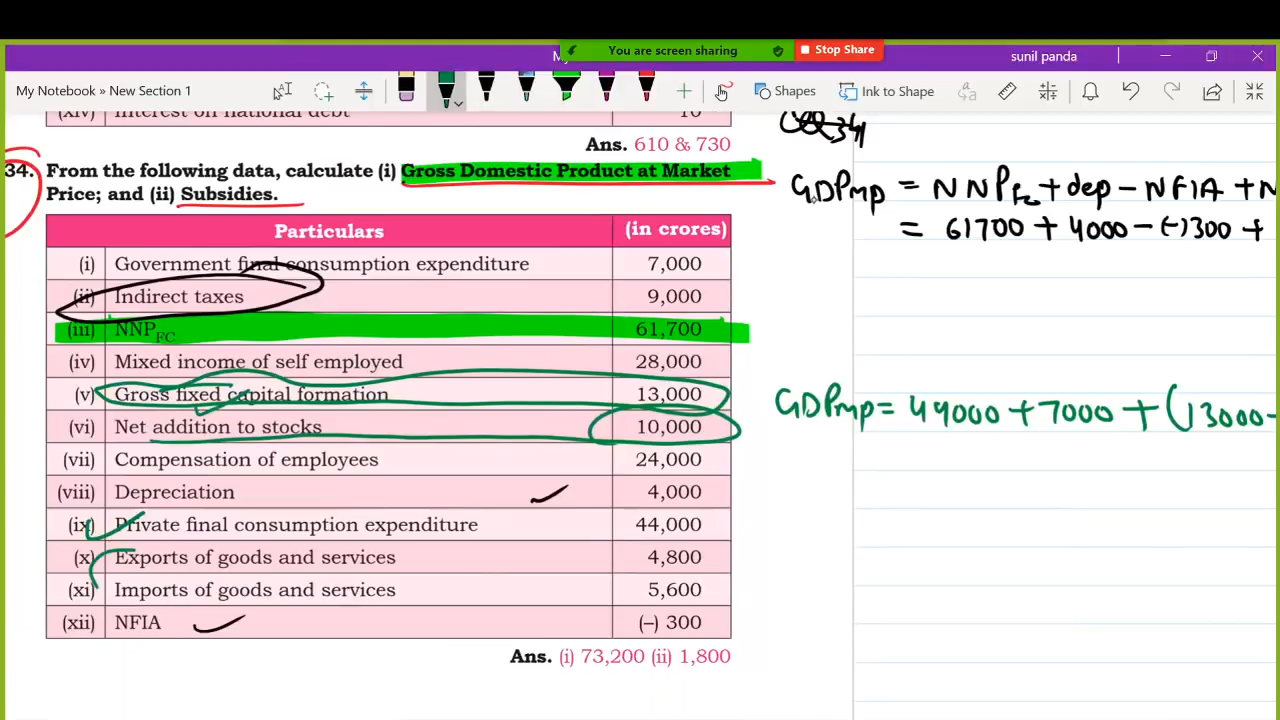 You are screen sharing
Stop Share
My
sunil panda
My Notebook » New Section 1
Shapes
Ink to Shape
(xiv) Interest on national debt 10
Ans. 610 & 730
34. From the following data, calculate (i) Gross Domestic Product at Market
Price; and (ii) Subsidies.
Particulars (in crores)
(i) Government final consumption expenditure 7,000
(ii) Indirect taxes 9,000
(iii) NNPFC 61,700
(iv) Mixed income of self employed 28,000
(v) Gross fixed capital formation 13,000
(vi) Net addition to stocks 10,000
(vii) Compensation of employees 24,000
(viii) Depreciation 4,000
(ix) Private final consumption expenditure 44,000
(x) Exports of goods and services 4,800
(xi) Imports of goods and services 5,600
(xii) NFIA (–) 300
Ans. (i) 73,200 (ii) 1,800
GDPmp = NNPFc + dep - NFIA + N
= 61700 + 4000 - (-)300 +
GDPmp = 44000 + 7000 + (13000-